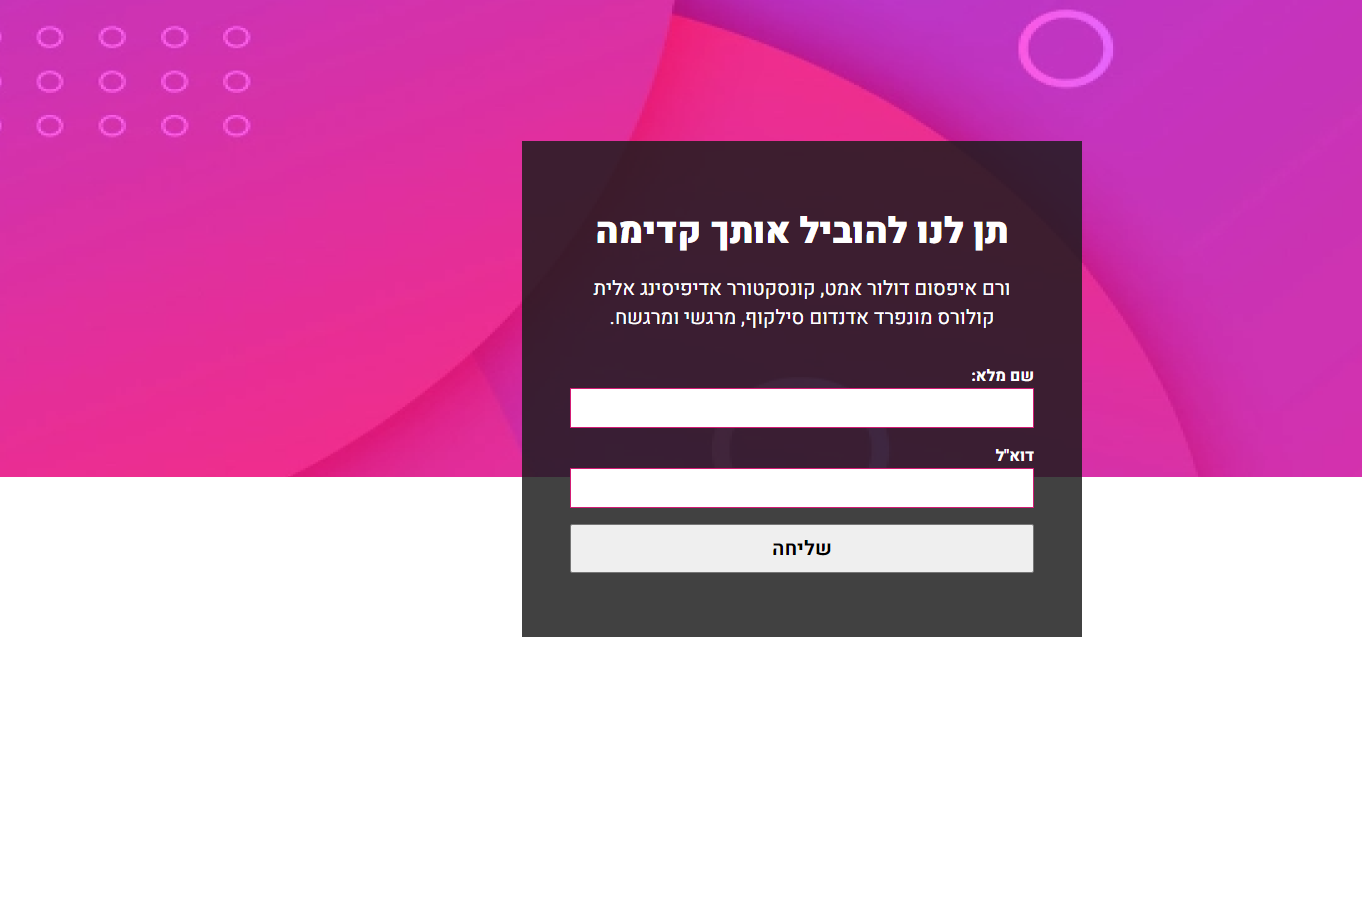 תן לנו להוביל אותך קדימה
ורם איפסום דולור אמט, קונסקטורר אדיפיסינג אלית
קולורס מונפרד אדנדום סילקוף, מרגשי ומרגשח.
שם מלא:
דוא"ל
שליחה